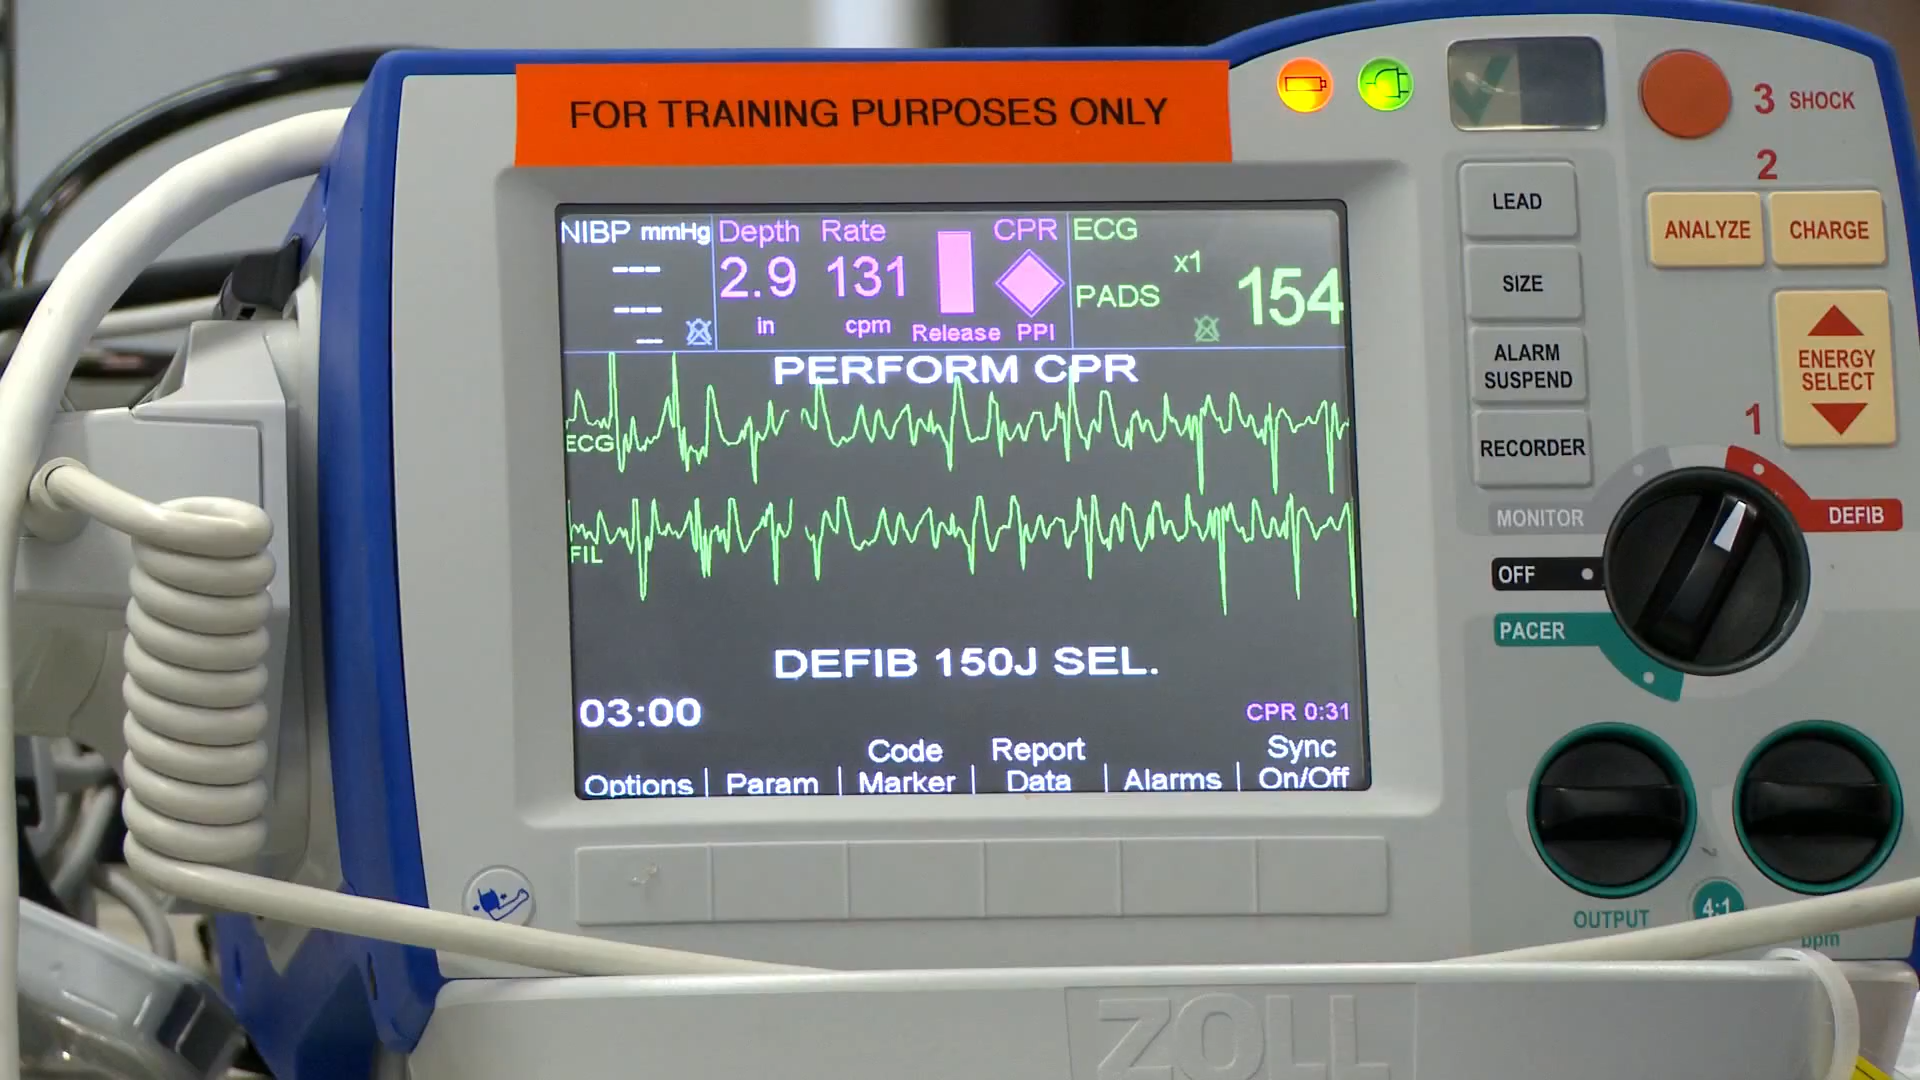 FOR TRAINING PURPOSES ONLY
NIBP mmHg
---
---
---
Depth Rate CPR
2.9 131
in cpm Release PPI
ECG
x1
PADS 154
PERFORM CPR
ECG
FIL
DEFIB 150J SEL.
03:00 CPR 0:31
Options
Param
Code
Marker
Report
Data
Alarms
Sync
On/Off
3 SHOCK
2
ANALYZE
CHARGE
LEAD
SIZE
ALARM
SUSPEND
RECORDER
ENERGY
SELECT
1
MONITOR
DEFIB
OFF
PACER
OUTPUT
4:1
bpm
ZOLL